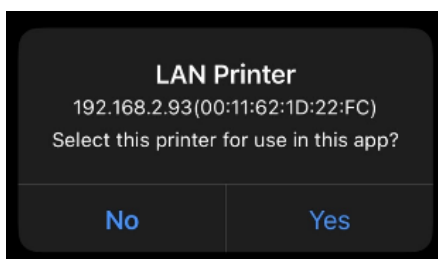 LAN Printer
192.168.2.93(00:11:62:1D:22:FC)
Select this printer for use in this app?
No
Yes